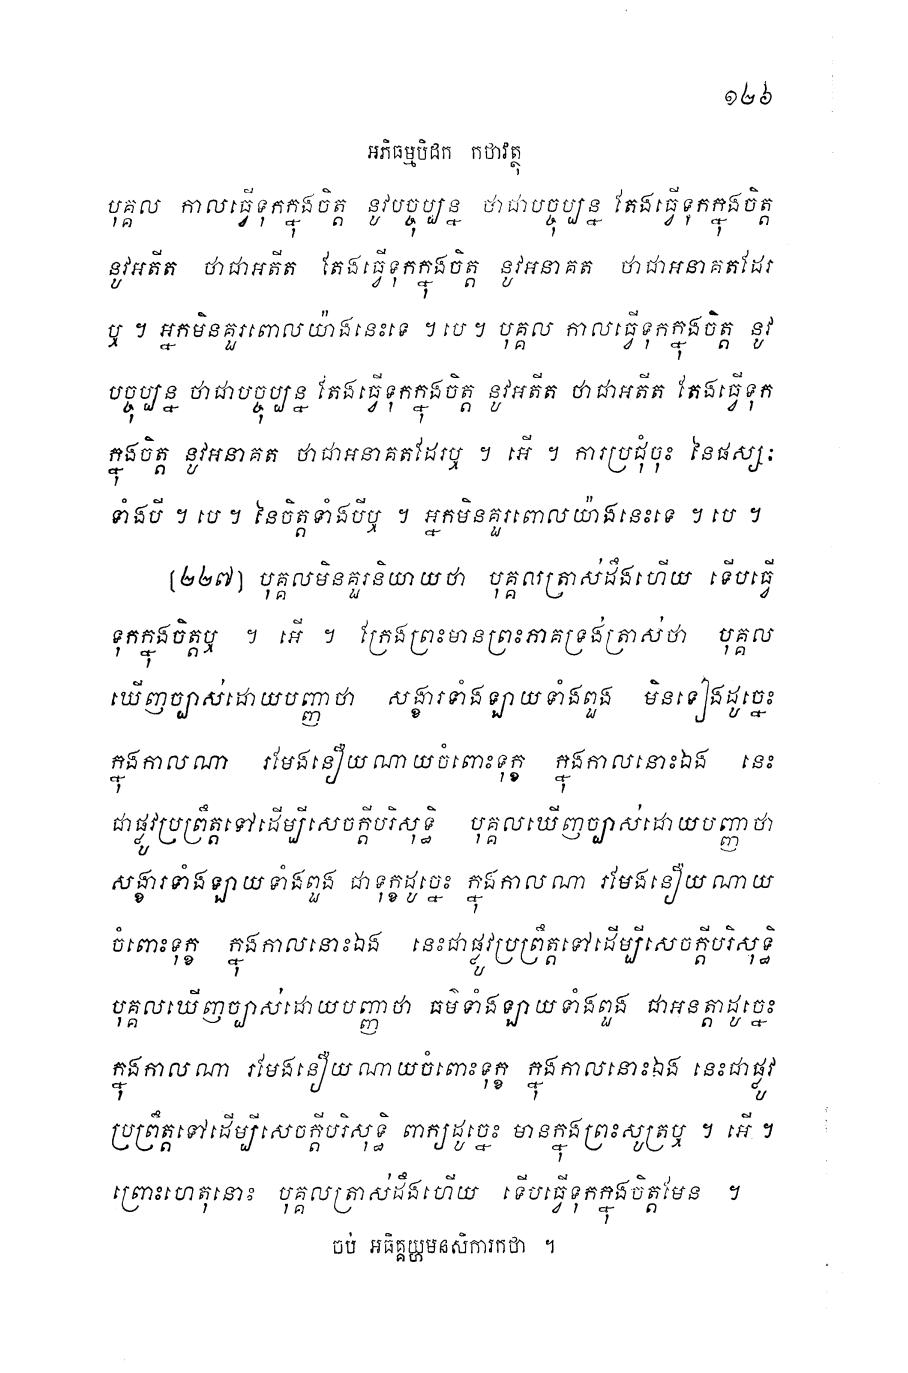 ១២៦
អភិធម្មបិដក កថាវត្ថុ
បុគ្គល កាលធ្វើទុកក្នុងចិត្ត នូវបច្ចុប្បន្ន ថាជាបច្ចុប្បន្ន តែងធ្វើទុកក្នុងចិត្ត
នូវអតីត ថាជាអតីត តែងធ្វើទុកក្នុងចិត្ត នូវអនាគត ថាជាអនាគតដែរ
ឬ ។ អ្នកមិនគួរពោលយ៉ាងនេះទេ ។ បេ ។ បុគ្គល កាលធ្វើទុកក្នុងចិត្ត នូវ
បច្ចុប្បន្ន ថាជាបច្ចុប្បន្ន តែងធ្វើទុកក្នុងចិត្ត នូវអតីត ថាជាអតីត តែងធ្វើទុក
ក្នុងចិត្ត នូវអនាគត ថាជាអនាគតដែរឬ ។ អើ ។ ការប្រជុំចុះ នៃផស្សៈ
ទាំងបី ។ បេ ។ នៃចិត្តទាំងបីឬ ។ អ្នកមិនគួរពោលយ៉ាងនេះទេ ។ បេ ។
(២២៧) បុគ្គលមិនគួរនិយាយថា បុគ្គលត្រាស់ដឹងហើយ ទើបធ្វើ
ទុកក្នុងចិត្តឬ ។ អើ ។ ក្រែងព្រះមានព្រះភាគទ្រង់ត្រាស់ថា បុគ្គល
ឃើញច្បាស់ដោយបញ្ញាថា សង្ខារទាំងឡាយទាំងពួង មិនទៀងដូច្នេះ
ក្នុងកាលណា រមែងនឿយណាយចំពោះទុក្ខ ក្នុងកាលនោះឯង នេះ
ជាផ្លូវប្រព្រឹត្តទៅដើម្បីសេចក្តីបរិសុទ្ធិ បុគ្គលឃើញច្បាស់ដោយបញ្ញាថា
សង្ខារទាំងឡាយទាំងពួង ជាទុក្ខដូច្នេះ ក្នុងកាលណា រមែងនឿយណាយ
ចំពោះទុក្ខ ក្នុងកាលនោះឯង នេះជាផ្លូវប្រព្រឹត្តទៅដើម្បីសេចក្តីបរិសុទ្ធិ
បុគ្គលឃើញច្បាស់ដោយបញ្ញាថា ធម៌ទាំងឡាយទាំងពួង ជាអនត្តាដូច្នេះ
ក្នុងកាលណា រមែងនឿយណាយចំពោះទុក្ខ ក្នុងកាលនោះឯង នេះជាផ្លូវ
ប្រព្រឹត្តទៅដើម្បីសេចក្តីបរិសុទ្ធិ ពាក្យដូច្នេះ មានក្នុងព្រះសូត្រឬ ។ អើ ។
ព្រោះហេតុនោះ បុគ្គលត្រាស់ដឹងហើយ ទើបធ្វើទុកក្នុងចិត្តមែន ។
ចប់ អធិគ្គយ្ហមនសិការកថា ។